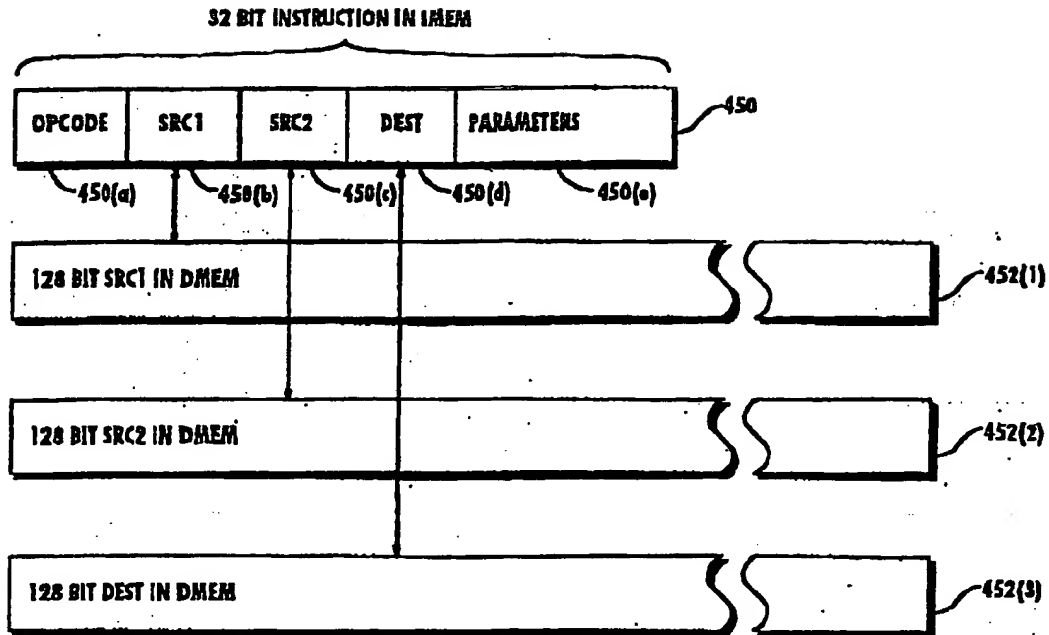 32 BIT INSTRUCTION IN IMEM
OPCODE SRC1 SRC2 DEST PARAMETERS
450
450(a) 450(b) 450(c) 450(d) 450(e)
128 BIT SRC1 IN DMEM
452(1)
128 BIT SRC2 IN DMEM
452(2)
128 BIT DEST IN DMEM
452(3)